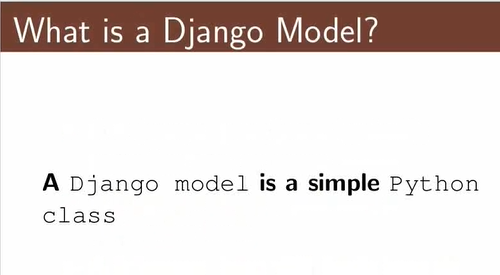 What is a Django Model?
A Django model is a simple Python
class